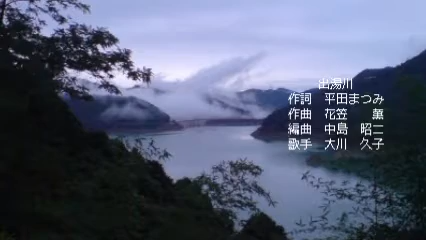 出湯川
作詞 平田まつみ
作曲 花笠 薫
編曲 中島 昭二
歌手 大川 久子